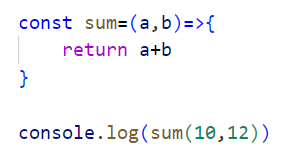 const sum=(a,b)=>{
    return a+b
}

console.log(sum(10,12))